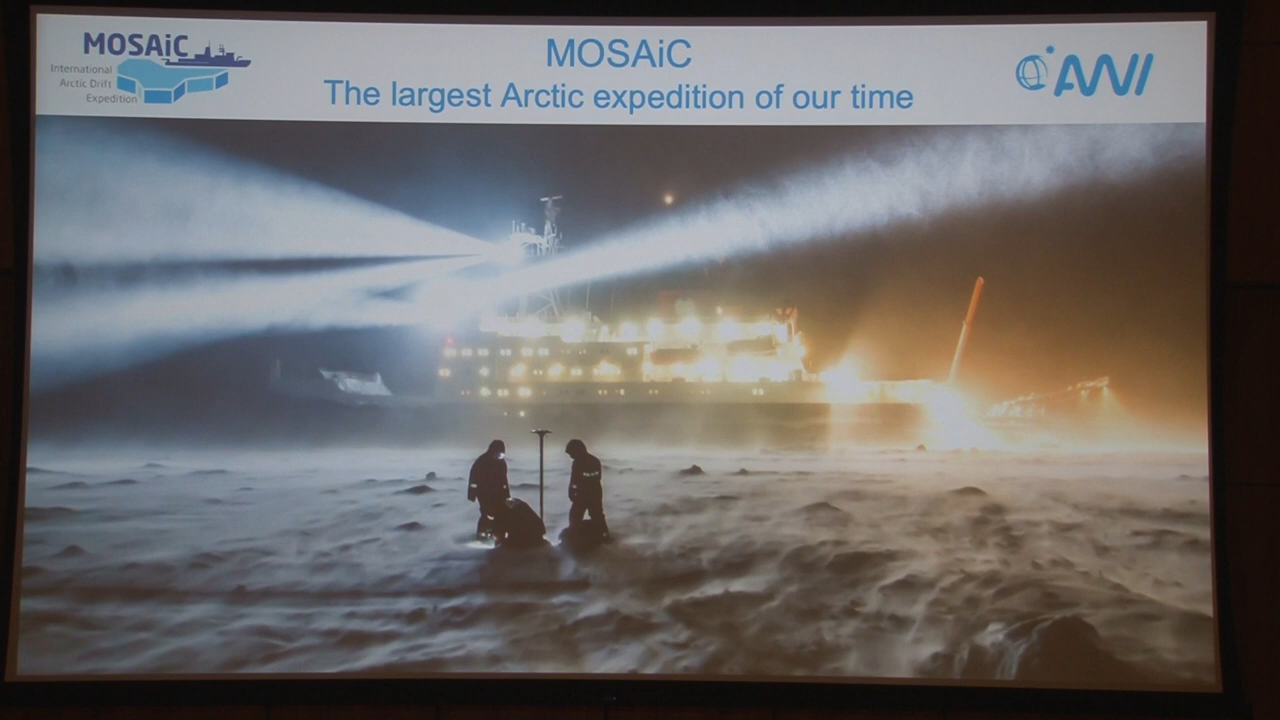 MOSAiC
International
Arctic Drift
Expedition
MOSAiC
The largest Arctic expedition of our time
AWI